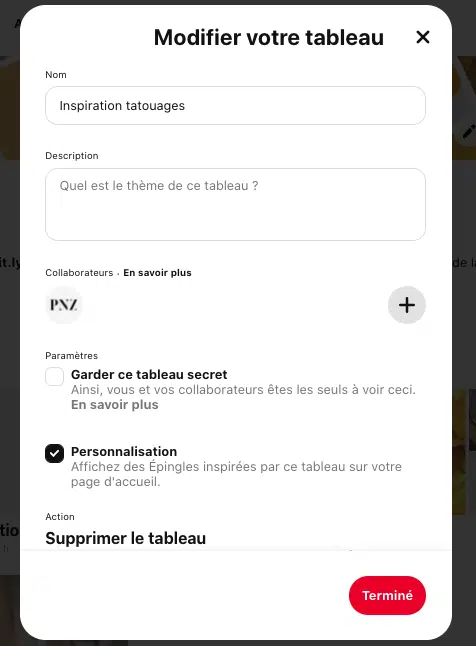 Modifier votre tableau
Nom
Inspiration tatouages
Description
Quel est le thème de ce tableau ?
Collaborateurs · En savoir plus
PNZ
Paramètres
Garder ce tableau secret
Ainsi, vous et vos collaborateurs êtes les seuls à voir ceci.
En savoir plus
Personnalisation
Affichez des Épingles inspirées par ce tableau sur votre
page d'accueil.
Action
Supprimer le tableau
Terminé